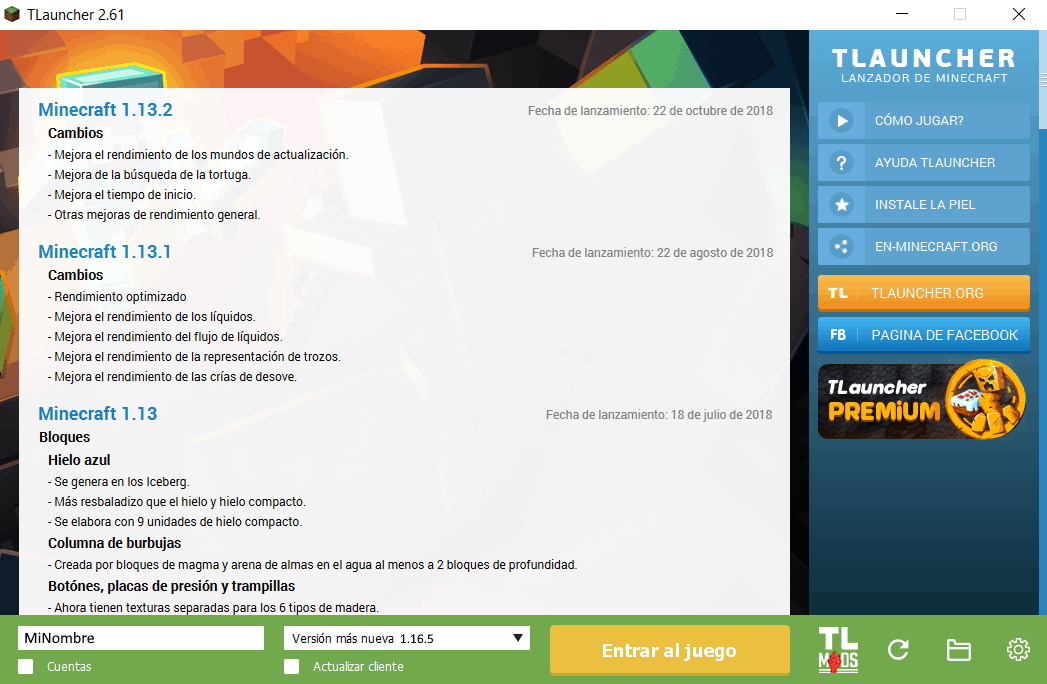 TLauncher 2.61
Minecraft 1.13.2
Fecha de lanzamiento: 22 de octubre de 2018
Cambios
- Mejora el rendimiento de los mundos de actualización.
- Mejora de la búsqueda de la tortuga.
- Mejora el tiempo de inicio.
- Otras mejoras de rendimiento general.
Minecraft 1.13.1
Fecha de lanzamiento: 22 de agosto de 2018
Cambios
- Rendimiento optimizado
- Mejora el rendimiento de los líquidos.
- Mejora el rendimiento del flujo de líquidos.
- Mejora el rendimiento de la representación de trozos.
- Mejora el rendimiento de las crías de desove.
Minecraft 1.13
Fecha de lanzamiento: 18 de julio de 2018
Bloques
Hielo azul
- Se genera en los Iceberg.
- Más resbaladizo que el hielo y hielo compacto.
- Se elabora con 9 unidades de hielo compacto.
Columna de burbujas
- Creada por bloques de magma y arena de almas en el agua al menos a 2 bloques de profundidad.
Botónes, placas de presión y trampillas
- Ahora tienen texturas separadas para los 6 tipos de madera.
TLAUNCHER
LANZADOR DE MINECRAFT
CÓMO JUGAR?
? AYUDA TLAUNCHER
INSTALE LA PIEL
EN-MINECRAFT.ORG
TL TLAUNCHER.ORG
FB PAGINA DE FACEBOOK
TLauncher
PREMIUM
MiNombre
Cuentas
Versión más nueva 1.16.5
Actualizar cliente
Entrar al juego
TL
MODS